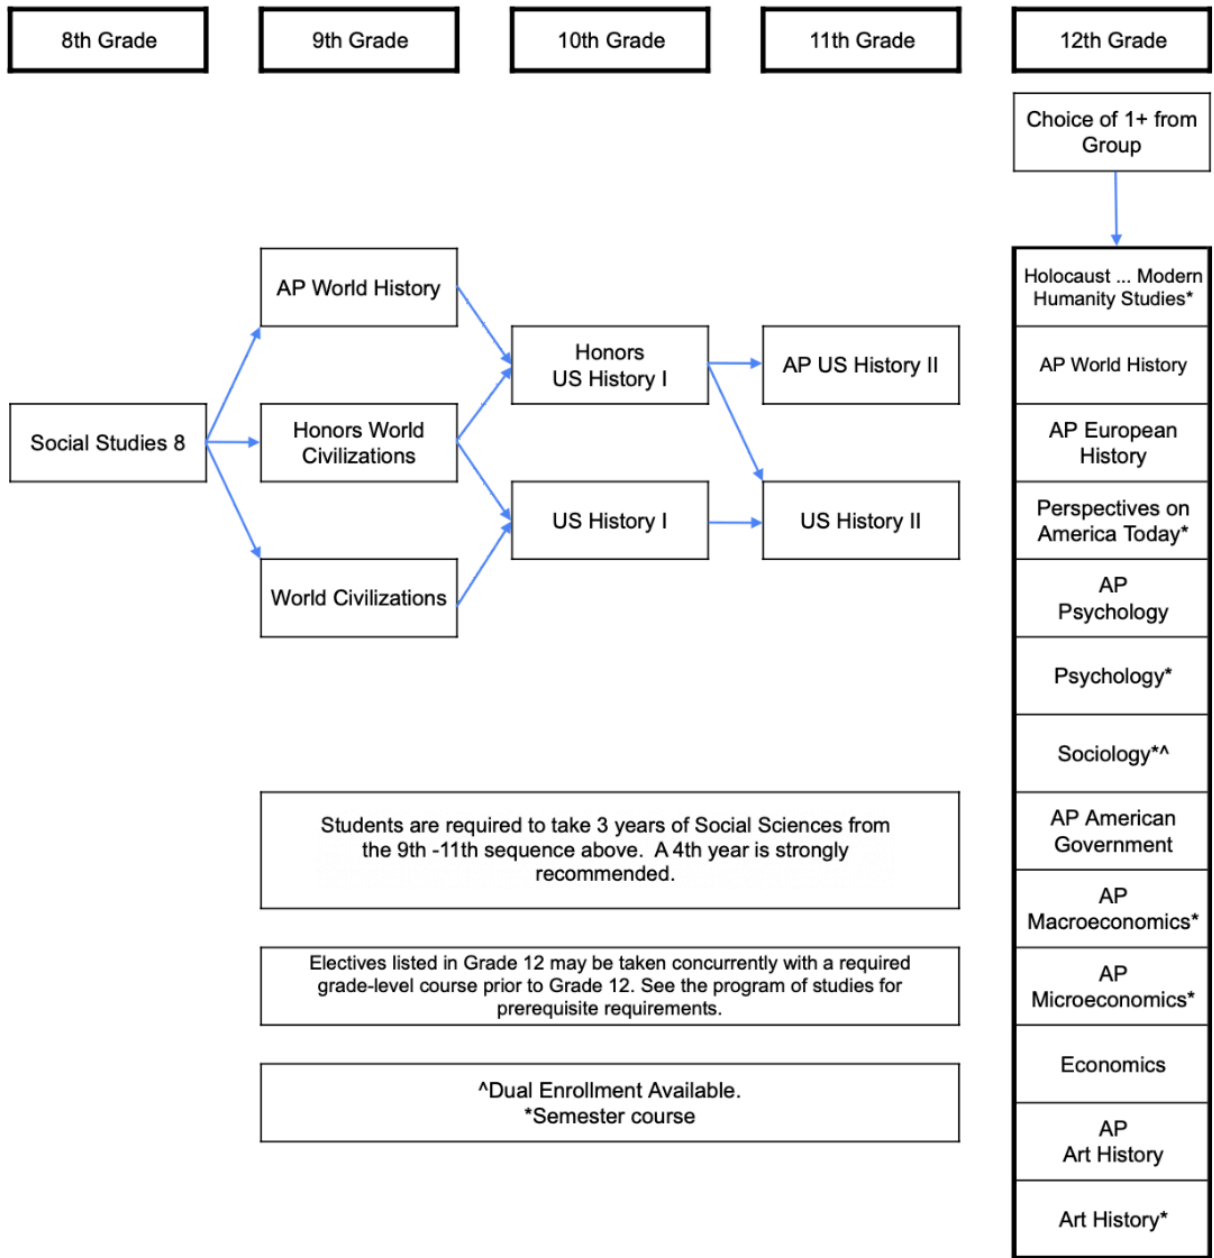 8th Grade
9th Grade
10th Grade
11th Grade
12th Grade
Choice of 1+ from
Group
AP World History
Honors World
Civilizations
World Civilizations
Social Studies 8
Honors
US History I
US History I
AP US History II
US History II
Holocaust ... Modern
Humanity Studies*
AP World History
AP European
History
Perspectives on
America Today*
AP
Psychology
Psychology*
Sociology*^
AP American
Government
AP
Macroeconomics*
AP
Microeconomics*
Economics
AP
Art History
Art History*
Students are required to take 3 years of Social Sciences from
the 9th -11th sequence above. A 4th year is strongly
recommended.
Electives listed in Grade 12 may be taken concurrently with a required
grade-level course prior to Grade 12. See the program of studies for
prerequisite requirements.
^Dual Enrollment Available.
*Semester course